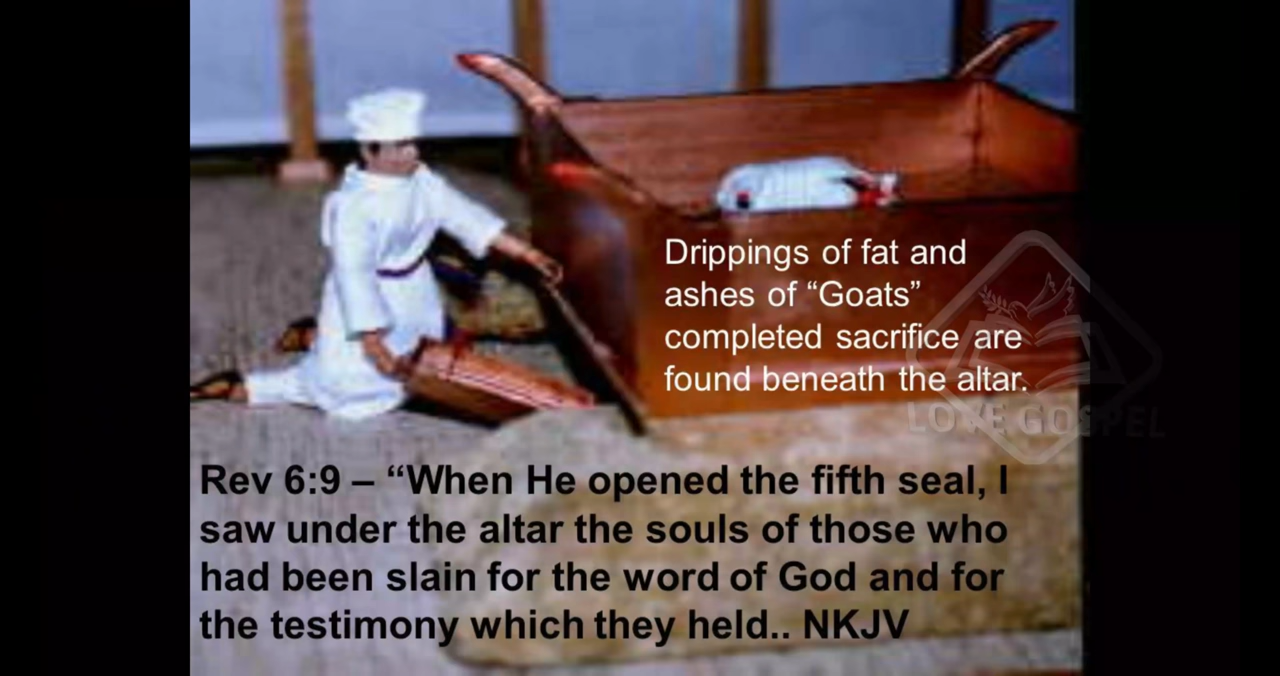 Drippings of fat and
ashes of “Goats”
completed sacrifice are
found beneath the altar.
LOVE GOSPEL
Rev 6:9 – “When He opened the fifth seal, I
saw under the altar the souls of those who
had been slain for the word of God and for
the testimony which they held.. NKJV